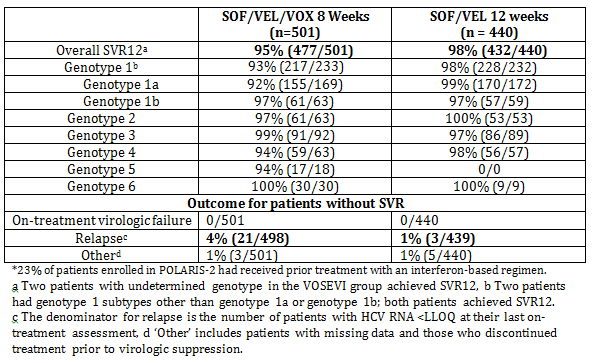 SOF/VEL/VOX 8 Weeks SOF/VEL 12 weeks
(n=501) (n = 440)
Overall SVR12a 95% (477/501) 98% (432/440)
Genotype 1b 93% (217/233) 98% (228/232)
Genotype 1a 92% (155/169) 99% (170/172)
Genotype 1b 97% (61/63) 97% (57/59)
Genotype 2 97% (61/63) 100% (53/53)
Genotype 3 99% (91/92) 97% (86/89)
Genotype 4 94% (59/63) 98% (56/57)
Genotype 5 94% (17/18) 0/0
Genotype 6 100% (30/30) 100% (9/9)
Outcome for patients without SVR
On-treatment virologic failure 0/501 0/440
Relapsec 4% (21/498) 1% (3/439)
Otherd 1% (3/501) 1% (5/440)
*23% of patients enrolled in POLARIS-2 had received prior treatment with an interferon-based regimen.
a Two patients with undetermined genotype in the VOSEVI group achieved SVR12, b Two patients
had genotype 1 subtypes other than genotype 1a or genotype 1b; both patients achieved SVR12.
c The denominator for relapse is the number of patients with HCV RNA <LLOQ at their last on-
treatment assessment, d 'Other' includes patients with missing data and those who discontinued
treatment prior to virologic suppression.